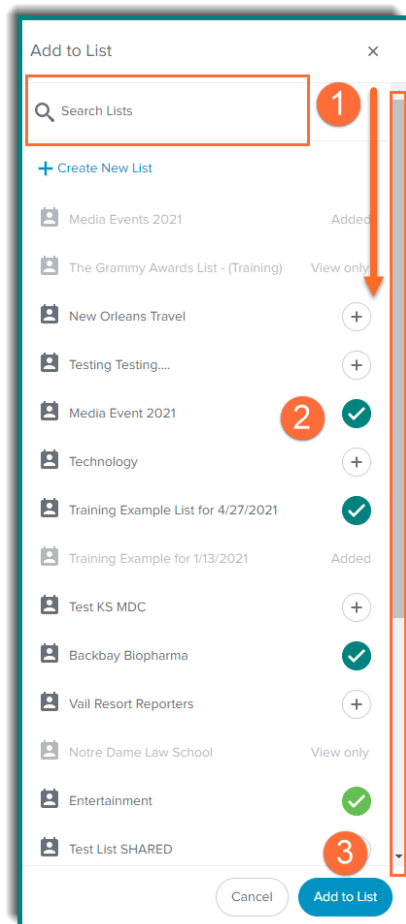 Add to List ×
Search Lists 1
+ Create New List
Media Events 2021 Added
The Grammy Awards List - (Training) View only
New Orleans Travel
Testing Testing....
Media Event 2021 2
Technology
Training Example List for 4/27/2021
Training Example for 1/13/2021 Added
Test KS MDC
Backbay Biopharma
Vail Resort Reporters
Notre Dame Law School View only
Entertainment
Test List SHARED 3
Cancel Add to List